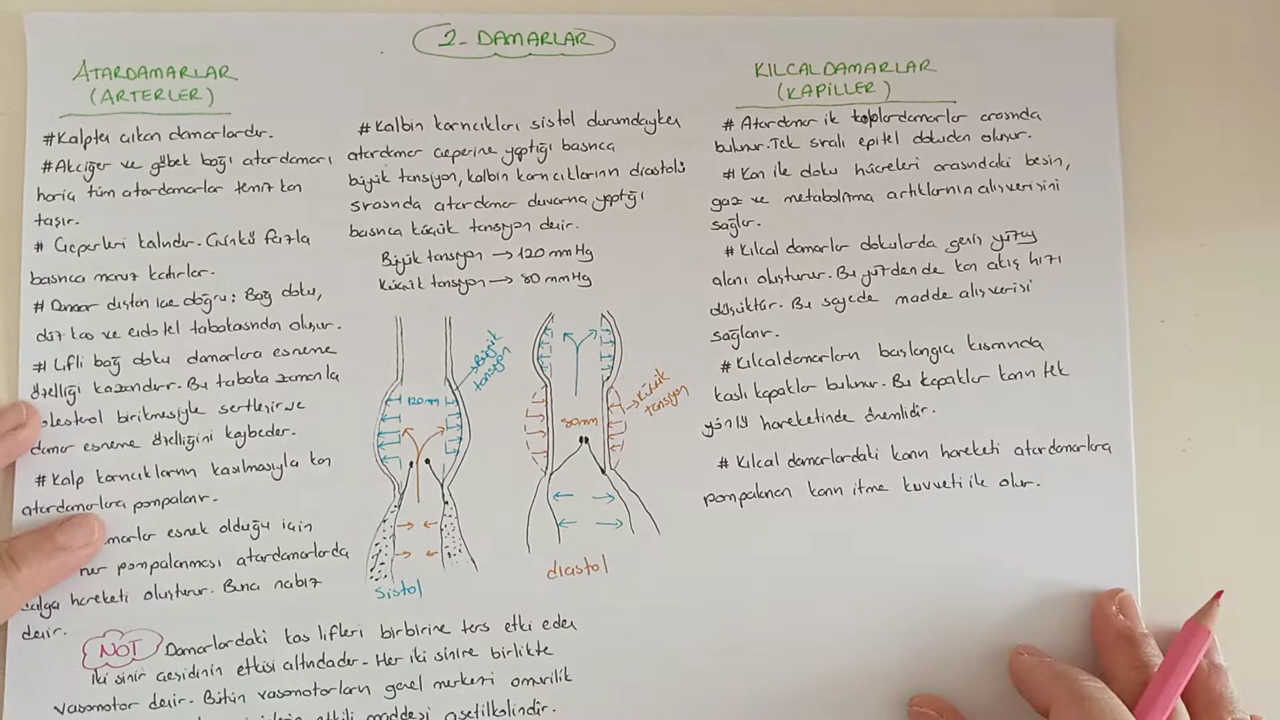 2- DAMARLAR
ATARDAMARLAR
(ARTERLER)
#Kalpten çıkan damarlardır.
#Akciğer ve göbek bağı atardamarı
hariç tüm atardamarlar temiz kan
taşır.
# Çeperleri kalındır. Çünkü fazla
basınca maruz kalırlar.
# Damar dıştan içe doğru; Bağ doku,
düz kas ve endotel tabakasından oluşur.
# Lifli bağ doku damarlara esneme
özelliği kazandırır. Bu tabaka zamanla
olestrol birikmesiyle sertleşir ve
damar esneme özelliğini kaybeder.
# Kalp karıncıklarının kasılmasıyla kan
atardamarlara pompalanır.
marlar esnek olduğu için
her pompalanması atardamarlarda
dalga hareketi oluşturur. Buna nabız
denir.
NOT Damarlardaki kas lifleri birbirine ters etki eden
iki sinir çeşidinin etkisi altındadır. Her iki sinire birlikte
vasomotor denir. Bütün vasomotorların genel merkezi omurilik
etkili maddesi asetilkolindir.
# Kalbin karıncıkları sistol durumdayken
atardamar çeperine yaptığı basınca
büyük tansiyon, kalbin karıncıklarının diastolü
sırasında atardamar duvarına yaptığı
basınca küçük tansiyon denir.
Büyük tansiyon → 120 mmHg
Küçük tansiyon → 80 mmHg
Büyük
tansiyon
120mm
sistol
Küçük
tansiyon
80mm
diastol
KILCALDAMARLAR
(KAPİLLER)
# Atardamar ile toplardamarlar arasında
bulunur. Tek sıralı epitel dokudan oluşur.
# Kan ile doku hücreleri arasındaki besin,
gaz ve metabolizma artıklarının alışverişini
sağlar.
# Kılcal damarlar dokularda geniş yüzey
alanı oluşturur. Bu yüzden de kan akış hızı
düşüktür. Bu sayede madde alışverişi
sağlanır.
# Kılcaldamarların başlangıç kısmında
kaslı kapaklar bulunur. Bu kapaklar kanın tek
yönlü hareketinde önemlidir.
# Kılcal damarlardaki kanın hareketi atardamarlara
pompalanan kanın itme kuvveti ile olur.